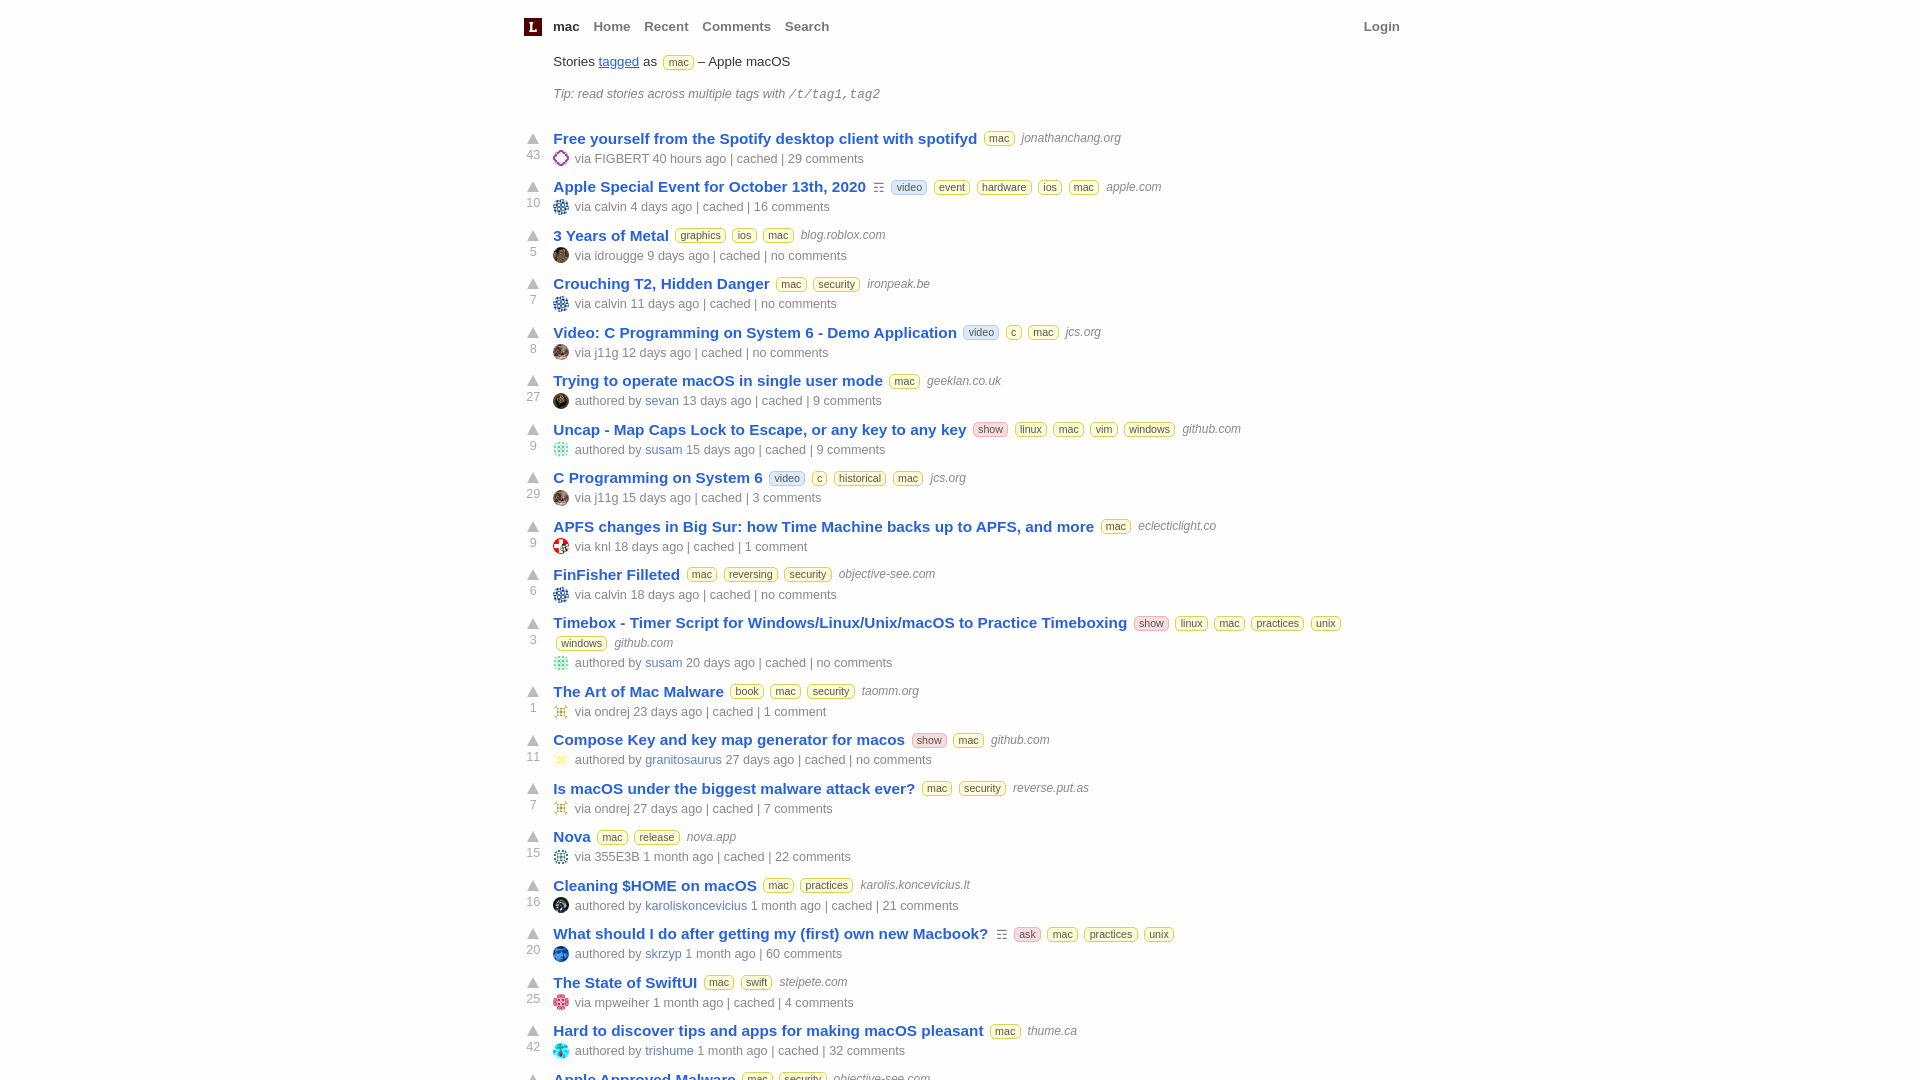 L mac Home Recent Comments Search Login
Stories tagged as mac – Apple macOS
Tip: read stories across multiple tags with /t/tag1,tag2
Free yourself from the Spotify desktop client with spotifyd mac jonathanchang.org
43 via FIGBERT 40 hours ago | cached | 29 comments
Apple Special Event for October 13th, 2020 ☶ video event hardware ios mac apple.com
10 via calvin 4 days ago | cached | 16 comments
3 Years of Metal graphics ios mac blog.roblox.com
5 via idrougge 9 days ago | cached | no comments
Crouching T2, Hidden Danger mac security ironpeak.be
7 via calvin 11 days ago | cached | no comments
Video: C Programming on System 6 - Demo Application video c mac jcs.org
8 via j11g 12 days ago | cached | no comments
Trying to operate macOS in single user mode mac geeklan.co.uk
27 authored by sevan 13 days ago | cached | 9 comments
Uncap - Map Caps Lock to Escape, or any key to any key show linux mac vim windows github.com
9 authored by susam 15 days ago | cached | 9 comments
C Programming on System 6 video c historical mac jcs.org
29 via j11g 15 days ago | cached | 3 comments
APFS changes in Big Sur: how Time Machine backs up to APFS, and more mac eclecticlight.co
9 via knl 18 days ago | cached | 1 comment
FinFisher Filleted mac reversing security objective-see.com
6 via calvin 18 days ago | cached | no comments
Timebox - Timer Script for Windows/Linux/Unix/macOS to Practice Timeboxing show linux mac practices unix
3 windows github.com
authored by susam 20 days ago | cached | no comments
The Art of Mac Malware book mac security taomm.org
1 via ondrej 23 days ago | cached | 1 comment
Compose Key and key map generator for macos show mac github.com
11 authored by granitosaurus 27 days ago | cached | no comments
Is macOS under the biggest malware attack ever? mac security reverse.put.as
7 via ondrej 27 days ago | cached | 7 comments
Nova mac release nova.app
15 via 355E3B 1 month ago | cached | 22 comments
Cleaning $HOME on macOS mac practices karolis.koncevicius.lt
16 authored by karoliskoncevicius 1 month ago | cached | 21 comments
What should I do after getting my (first) own new Macbook? ☶ ask mac practices unix
20 authored by skrzyp 1 month ago | 60 comments
The State of SwiftUI mac swift steipete.com
25 via mpweiher 1 month ago | cached | 4 comments
Hard to discover tips and apps for making macOS pleasant mac thume.ca
42 authored by trishume 1 month ago | cached | 32 comments
Apple Approved Malware mac security objective-see.com